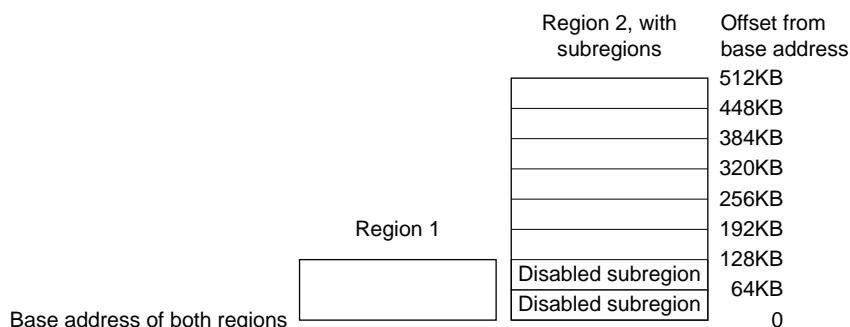 Region 2, with
subregions
Offset from
base address
512KB
448KB
384KB
320KB
256KB
192KB
Region 1
128KB
Disabled subregion
64KB
Disabled subregion
Base address of both regions
0